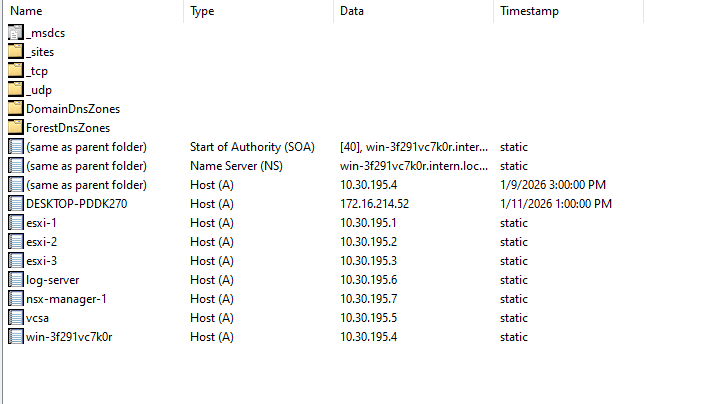 Name Type Data Timestamp
_msdcs
_sites
_tcp
_udp
DomainDnsZones
ForestDnsZones
(same as parent folder) Start of Authority (SOA) [40], win-3f291vc7k0r.inter... static
(same as parent folder) Name Server (NS) win-3f291vc7k0r.intern.loc... static
(same as parent folder) Host (A) 10.30.195.4 1/9/2026 3:00:00 PM
DESKTOP-PDDK270 Host (A) 172.16.214.52 1/11/2026 1:00:00 PM
esxi-1 Host (A) 10.30.195.1 static
esxi-2 Host (A) 10.30.195.2 static
esxi-3 Host (A) 10.30.195.3 static
log-server Host (A) 10.30.195.6 static
nsx-manager-1 Host (A) 10.30.195.7 static
vcsa Host (A) 10.30.195.5 static
win-3f291vc7k0r Host (A) 10.30.195.4 static